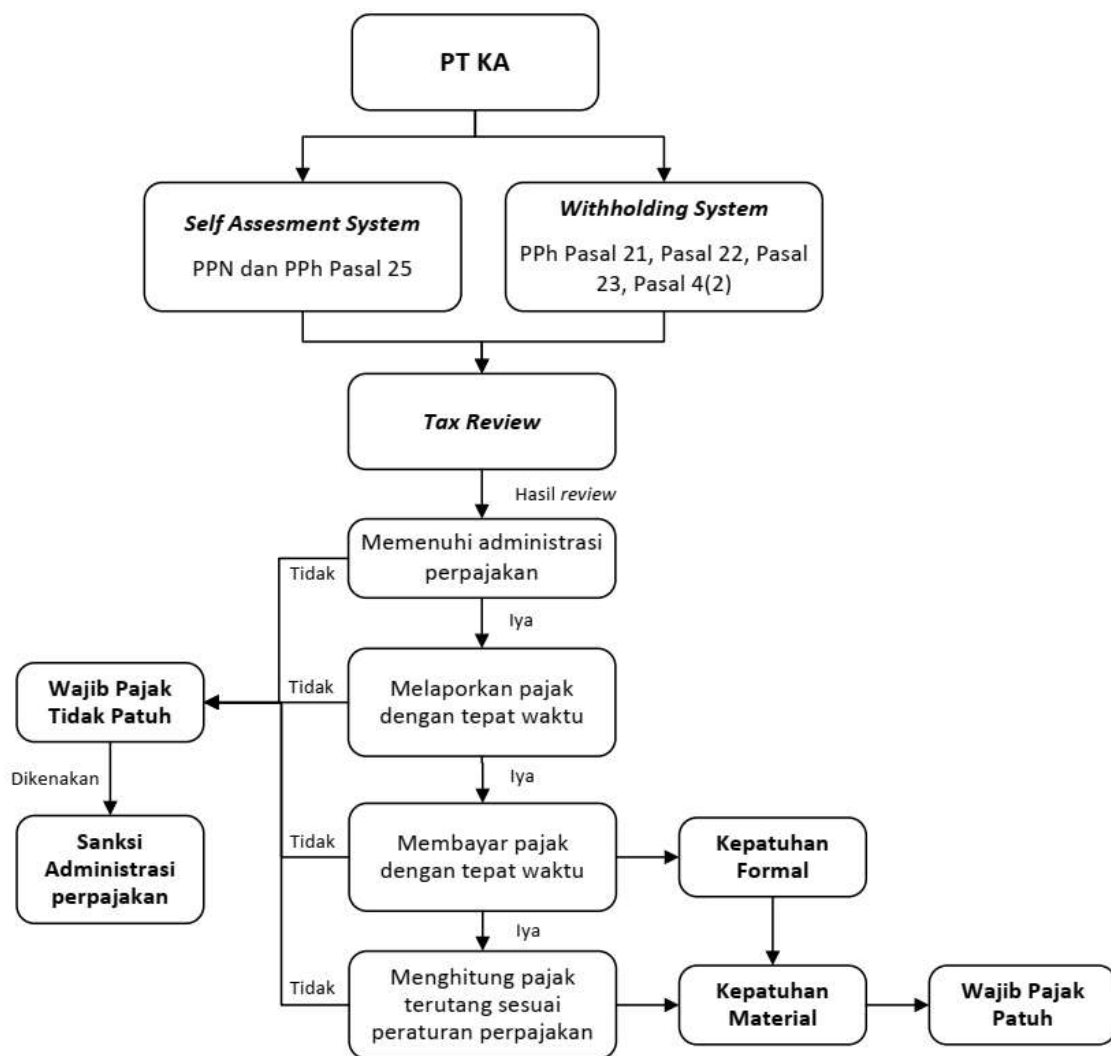 PT KA
Self Assesment System
PPN dan PPh Pasal 25
Withholding System
PPh Pasal 21, Pasal 22, Pasal
23, Pasal 4(2)
Tax Review
Hasil review
Memenuhi administrasi
perpajakan
Tidak
Iya
Wajib Pajak
Tidak Patuh
Tidak
Melaporkan pajak
dengan tepat waktu
Dikenakan
Iya
Sanksi
Administrasi
perpajakan
Tidak
Membayar pajak
dengan tepat waktu
Kepatuhan
Formal
Iya
Tidak
Menghitung pajak
terutang sesuai
peraturan perpajakan
Kepatuhan
Material
Wajib Pajak
Patuh